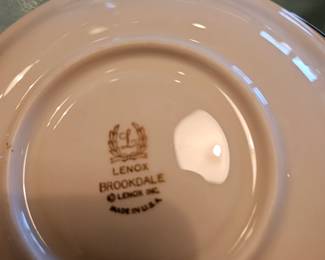 L
LENOX
BROOKDALE
© LENOX INC.
MADE IN U.S.A.